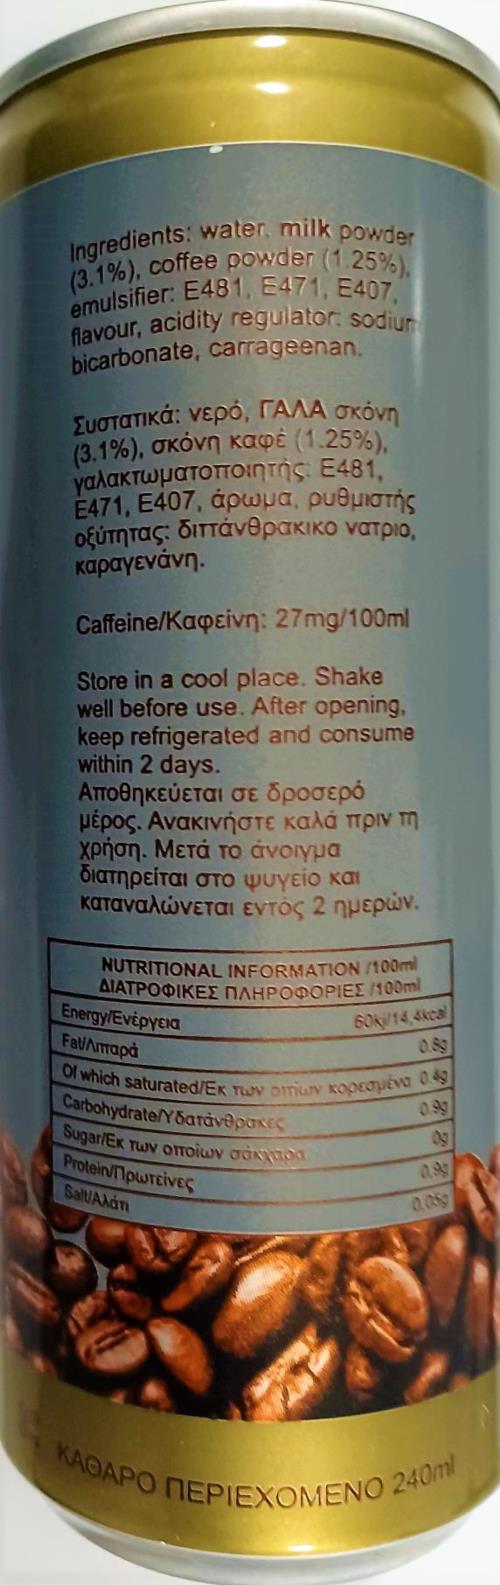 Ingredients: water, milk powder
(3.1%), coffee powder (1.25%),
emulsifier: E481, E471, E407,
flavour, acidity regulator: sodium
bicarbonate, carrageenan.
Συστατικά: νερό, ΓΑΛΑ σκόνη
(3.1%), σκόνη καφέ (1.25%),
γαλακτωματοποιητής: E481,
E471, E407, άρωμα, ρυθμιστής
οξύτητας: διττάνθρακικο νατριο,
καραγενάνη.
Caffeine/Καφείνη: 27mg/100ml
Store in a cool place. Shake
well before use. After opening,
keep refrigerated and consume
within 2 days.
Αποθηκεύεται σε δροσερό
μέρος. Ανακινήστε καλά πριν τη
χρήση. Μετά το άνοιγμα
διατηρείται στο ψυγείο και
καταναλώνεται εντός 2 ημερών.
NUTRITIONAL INFORMATION /100ml
ΔΙΑΤΡΟΦΙΚΕΣ ΠΛΗΡΟΦΟΡΙΕΣ /100ml
Energy/Ενέργεια 60kj/14,4kcal
Fat/Λιπαρά 0.8g
Of which saturated/Εκ των οπίων κορεσμένα 0.4g
Carbohydrate/Υδατάνθρακες 0.9g
Sugar/Εκ των οποίων σάκχαρα 0g
Protein/Πρωτείνες 0,9g
Salt/Αλάτι 0,05g
ΚΑΘΑΡΟ ΠΕΡΙΕΧΟΜΕΝΟ 240ml